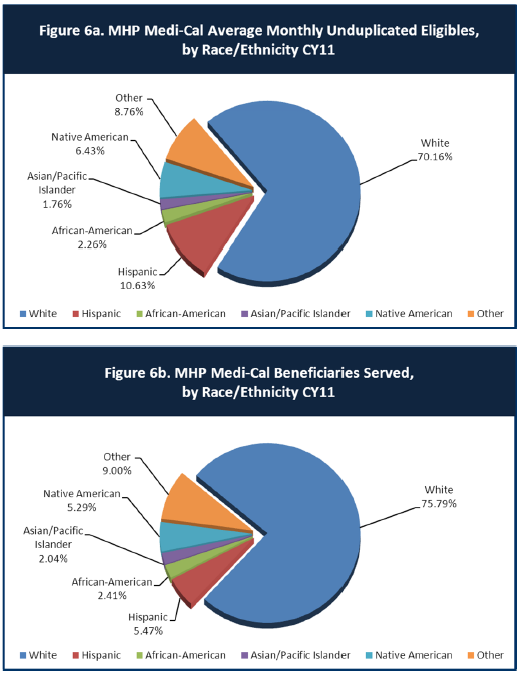 Figure 6a. MHP Medi-Cal Average Monthly Unduplicated Eligibles,
by Race/Ethnicity CY11
Other
8.76%
Native American
6.43%
Asian/Pacific
Islander
1.76%
African-American
2.26%
Hispanic
10.63%
White
70.16%
White Hispanic African-American Asian/Pacific Islander Native American Other
Figure 6b. MHP Medi-Cal Beneficiaries Served,
by Race/Ethnicity CY11
Other
9.00%
Native American
5.29%
Asian/Pacific
Islander
2.04%
African-American
2.41%
Hispanic
5.47%
White
75.79%
White Hispanic African-American Asian/Pacific Islander Native American Other